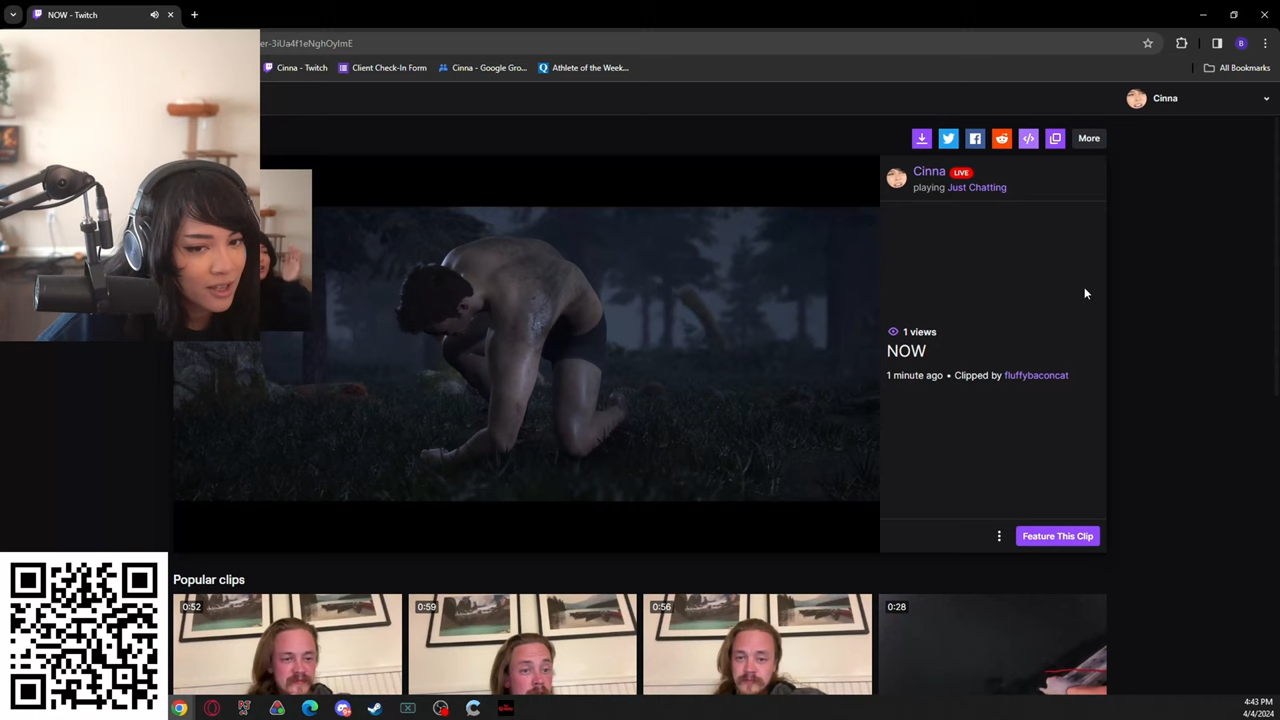 NOW - Twitch
er-3iUa4f1eNghOyImE
Cinna - Twitch
Client Check-In Form
Cinna - Google Gro...
Athlete of the Week...
All Bookmarks
B
Cinna
More
Cinna LIVE
playing Just Chatting
1 views
NOW
1 minute ago • Clipped by fluffybaconcat
Feature This Clip
Popular clips
0:52
0:59
0:56
0:28
4:43 PM
4/4/2024